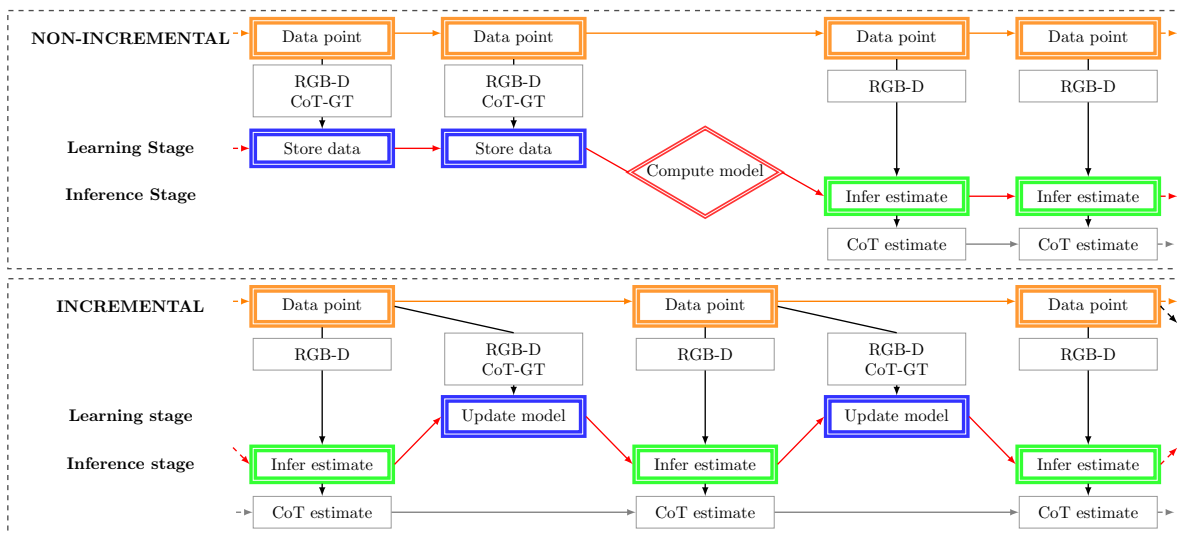 NON-INCREMENTAL
Data point
Data point
Data point
Data point
RGB-D
CoT-GT
RGB-D
CoT-GT
RGB-D
RGB-D
Learning Stage
Store data
Store data
Compute model
Inference Stage
Infer estimate
Infer estimate
CoT estimate
CoT estimate
INCREMENTAL
Data point
Data point
Data point
RGB-D
RGB-D
CoT-GT
RGB-D
RGB-D
CoT-GT
RGB-D
Learning stage
Update model
Update model
Inference stage
Infer estimate
Infer estimate
Infer estimate
CoT estimate
CoT estimate
CoT estimate